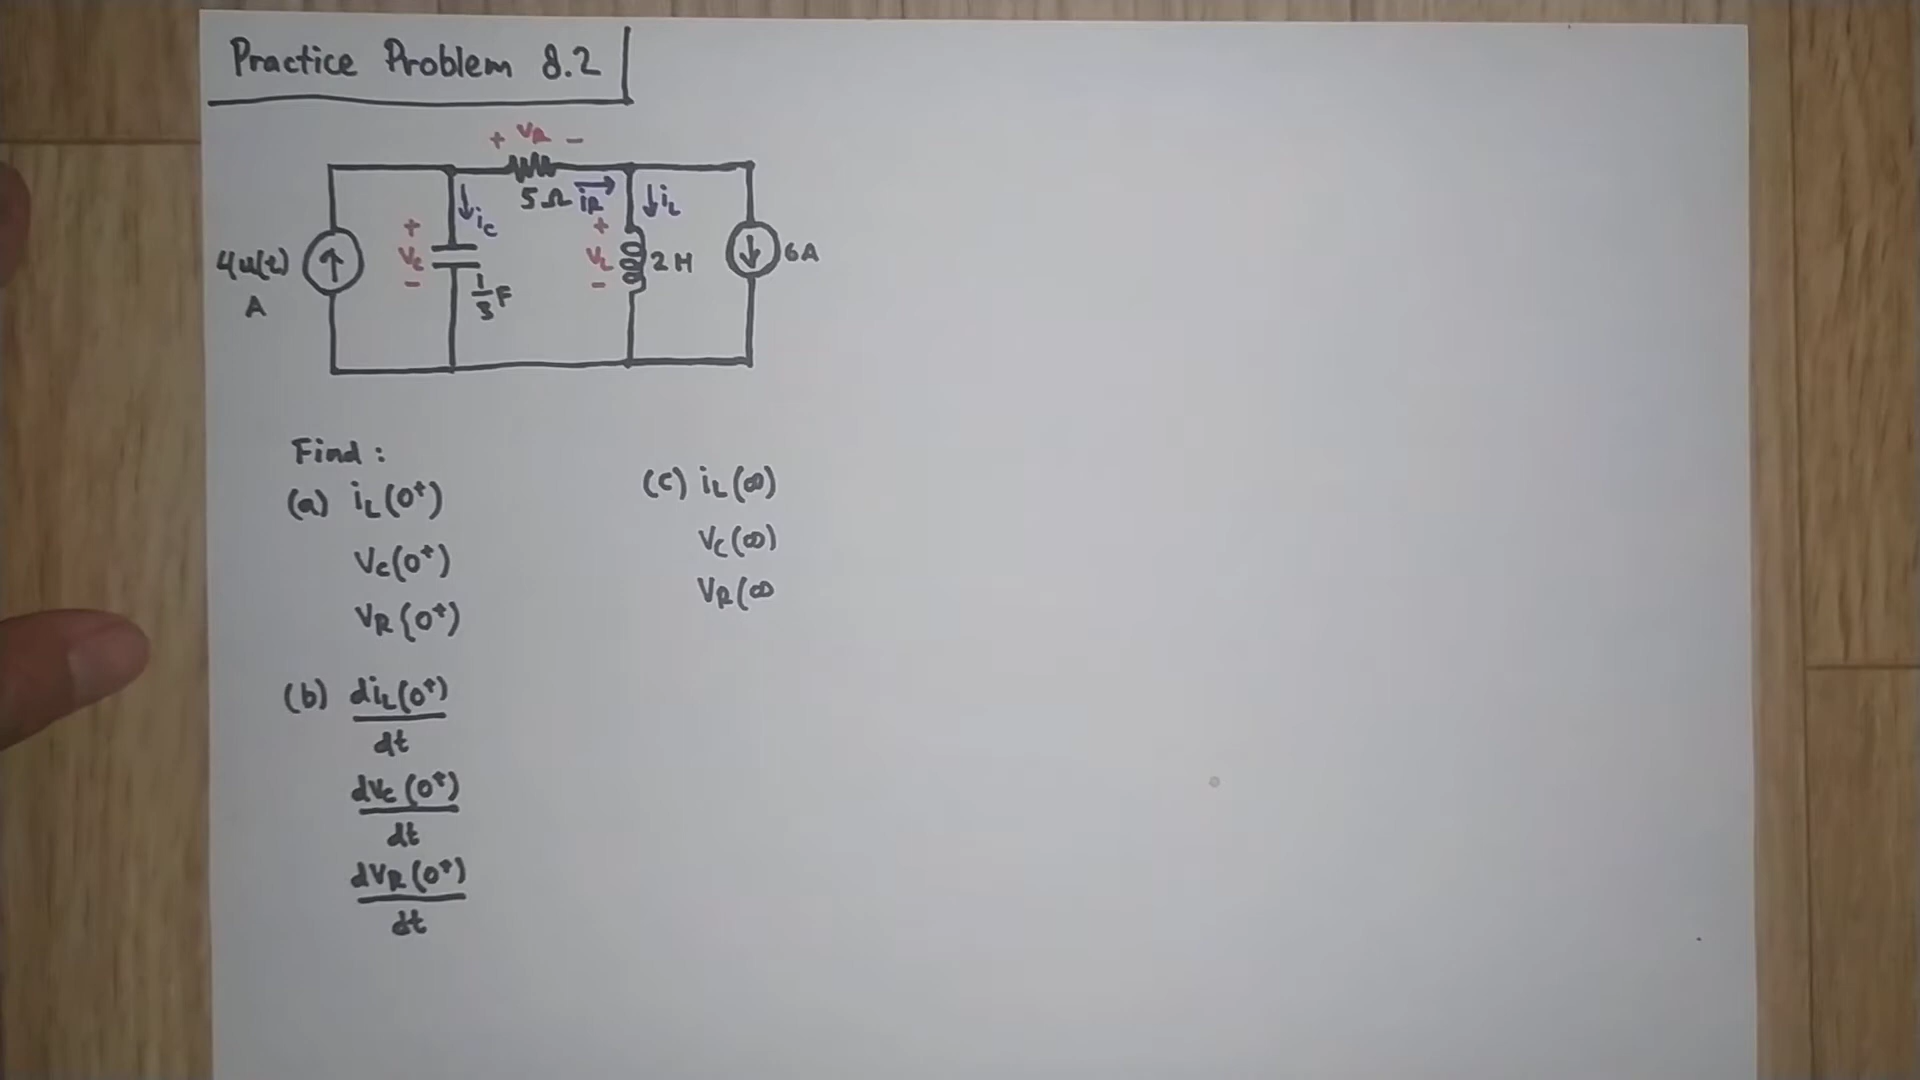 Practice Problem 8.2
+ VR −
5Ω iR
iL
ic
+
Vc
−
+
VL
−
4u(t)
A
1/3 F
2H
6A
Find :
(a) iL(0⁺)
Vc(0⁺)
VR(0⁺)
(b) diL(0⁺)
dt
dVc(0⁺)
dt
dVR(0⁺)
dt
(c) iL(∞)
Vc(∞)
VR(∞